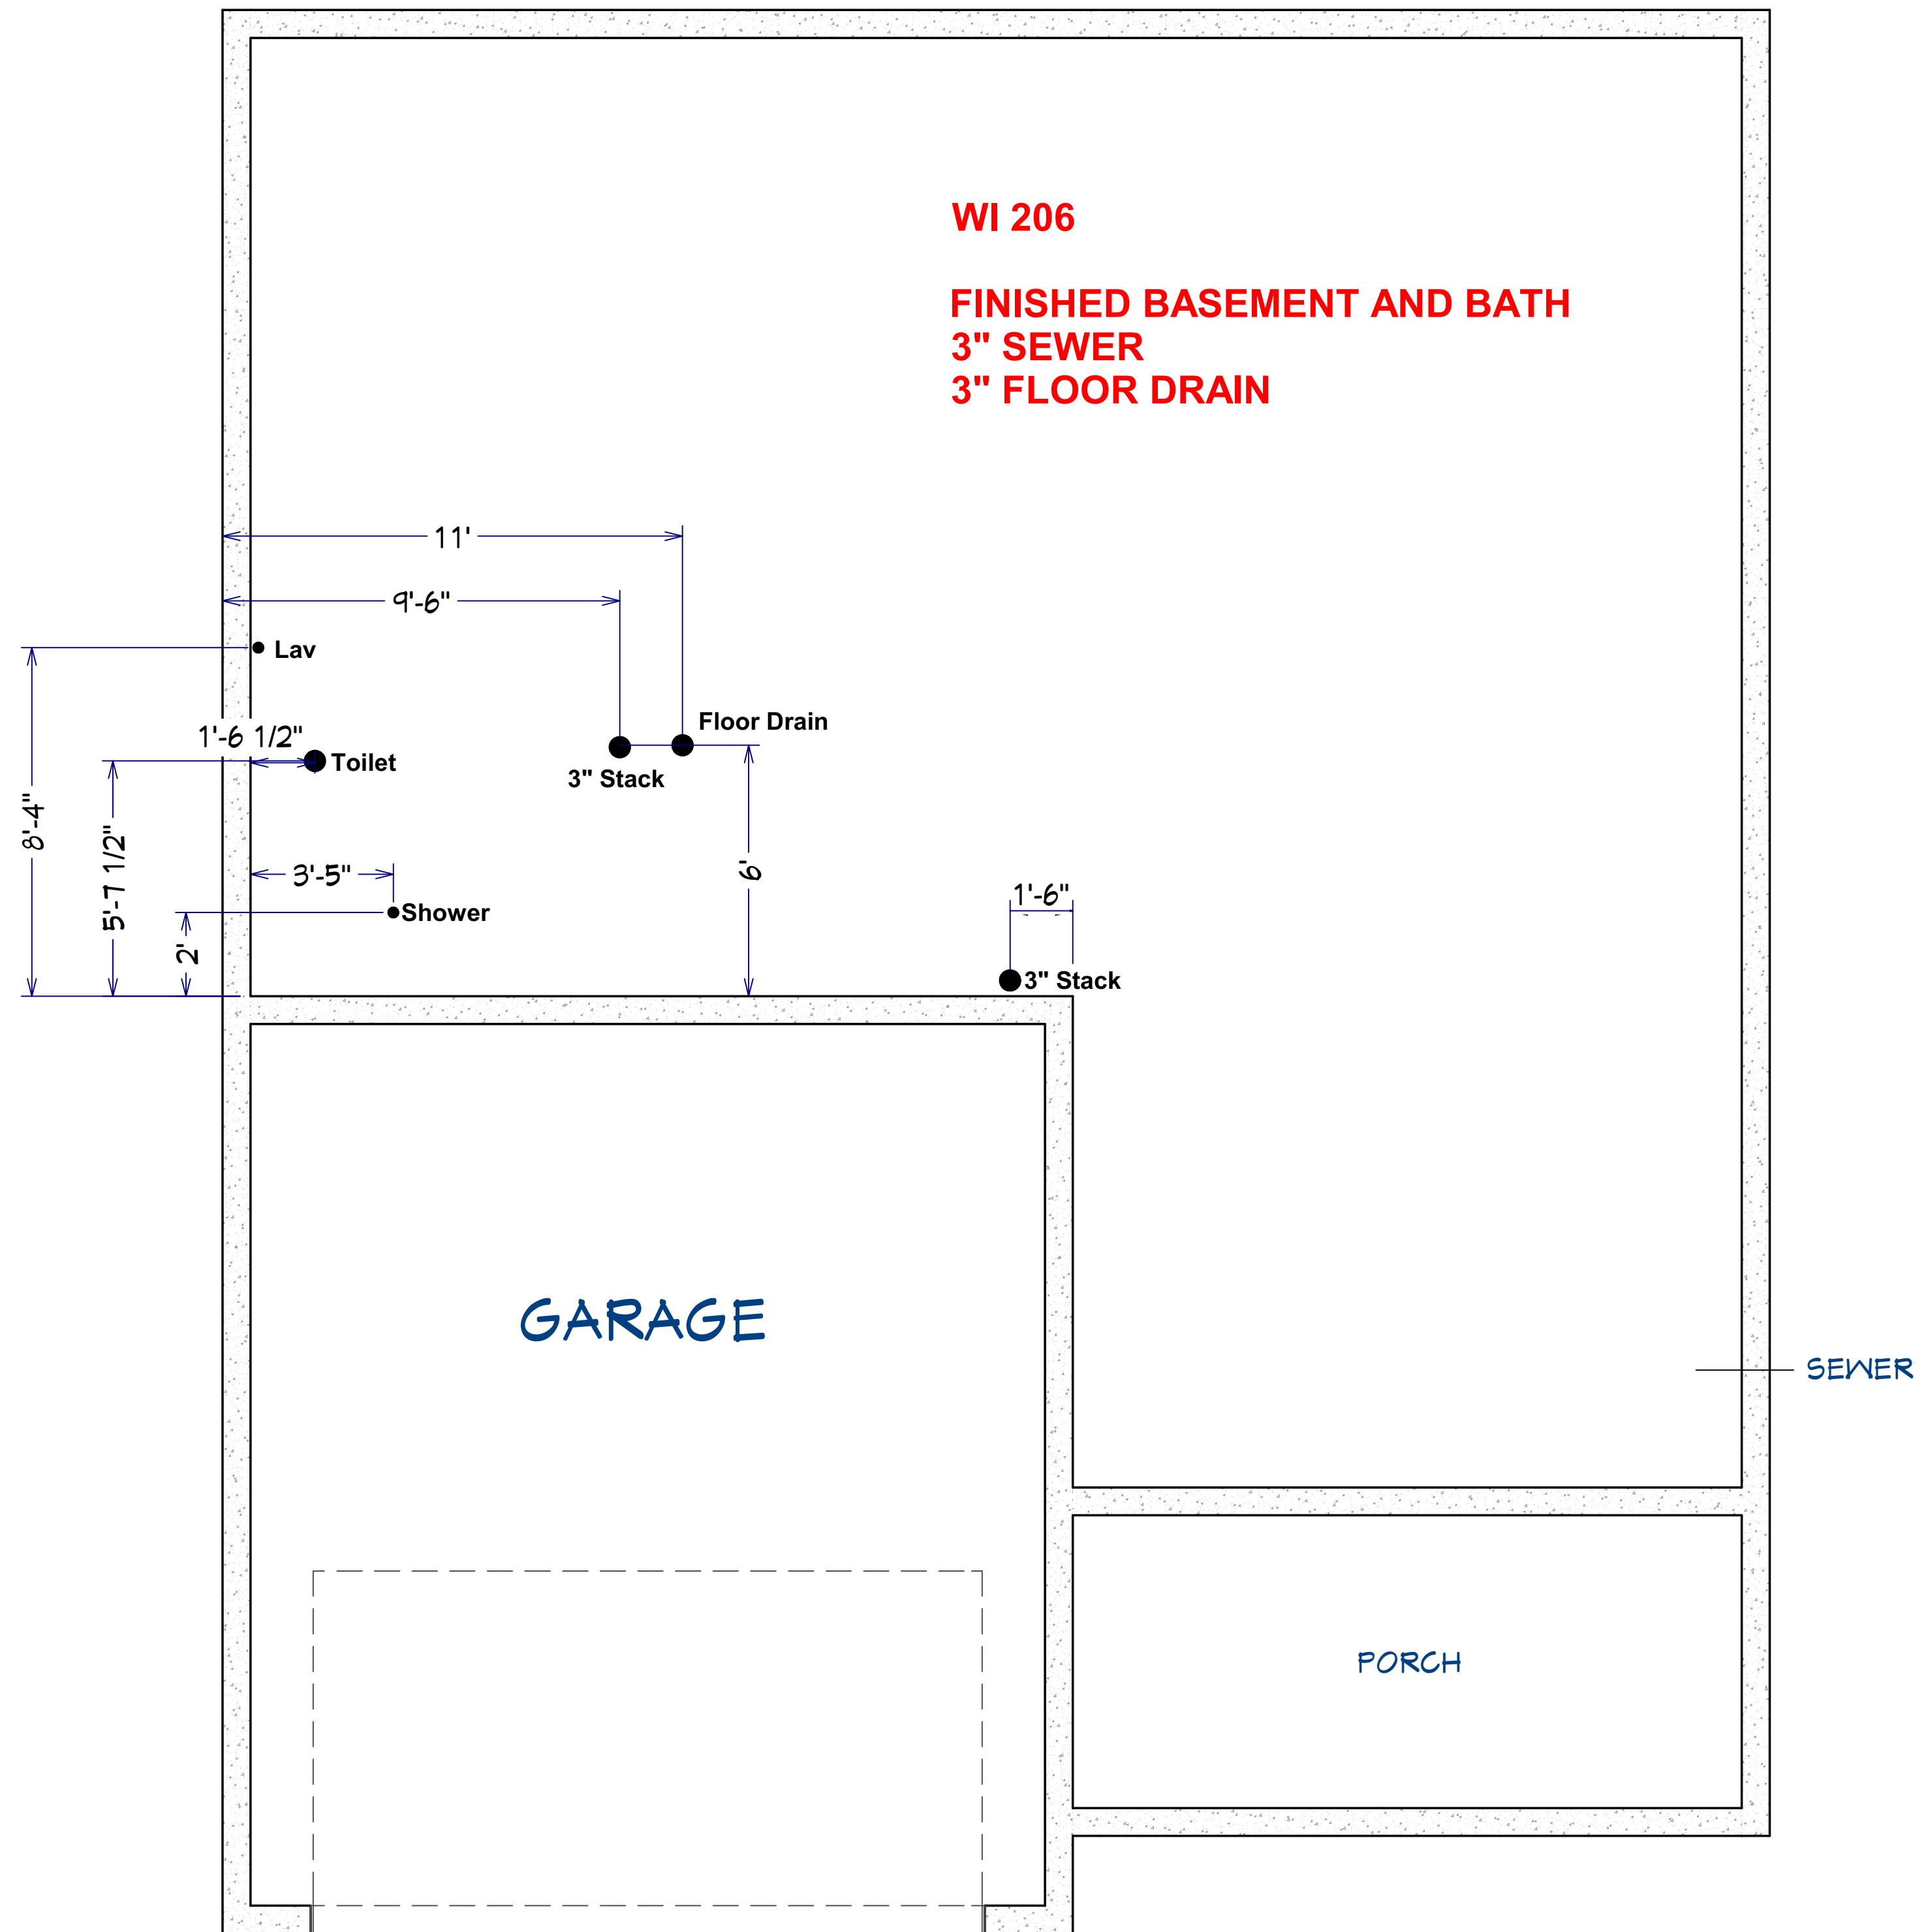 WI 206
FINISHED BASEMENT AND BATH
3" SEWER
3" FLOOR DRAIN
11'
9'-6"
Lav
Floor Drain
1'-6 1/2"
Toilet
3" Stack
8'-4"
5'-7 1/2"
3'-5"
6'
1'-6"
Shower
2'
3" Stack
GARAGE
SEWER
PORCH